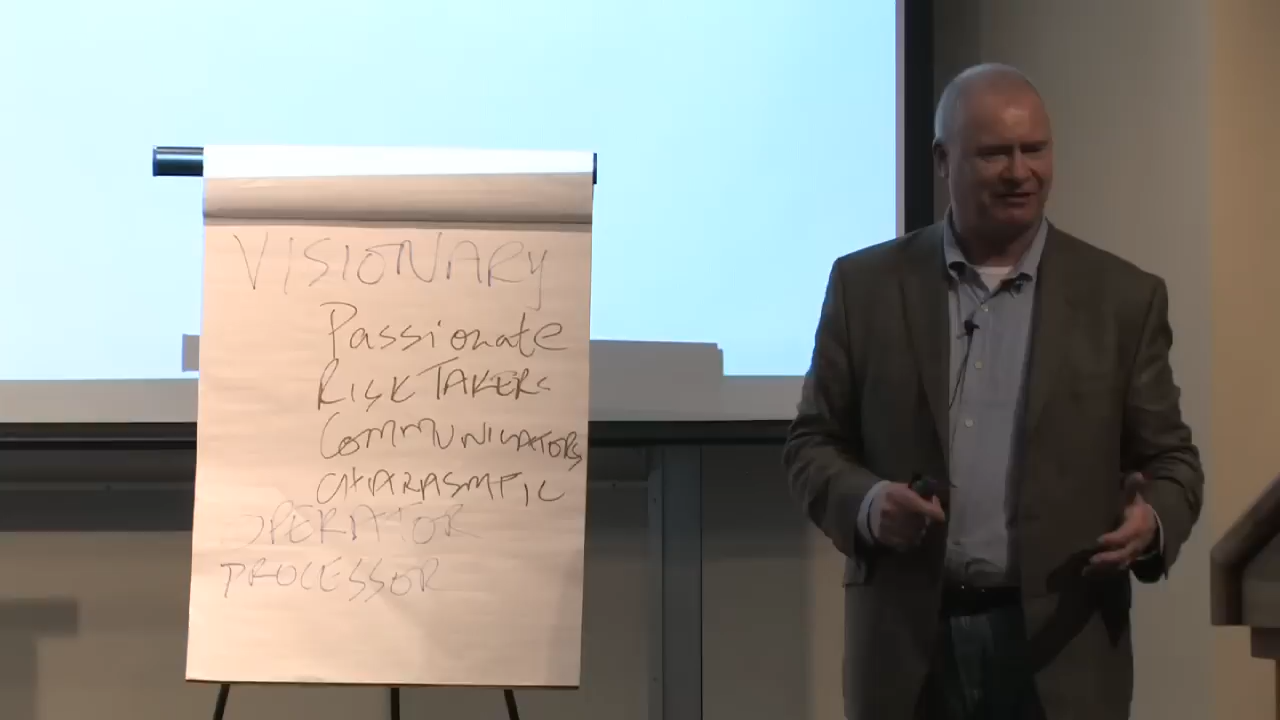 VISIONARY
Passionate
RISK TAKERS
COMMUNICATORS
CHARASMTIC
OPERATOR
PROCESSOR